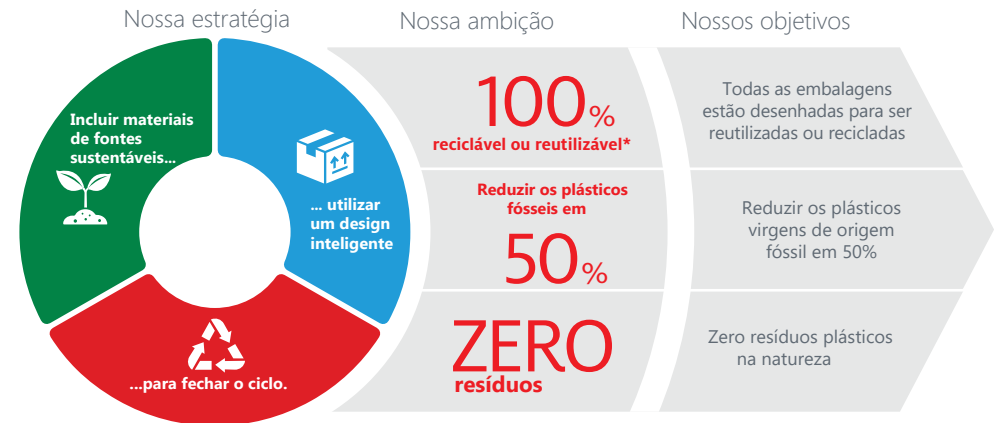 Nossa estratégia
Nossa ambição
Nossos objetivos
Incluir materiais
de fontes
sustentáveis...
... utilizar
um design
inteligente
...para fechar o ciclo.
100%
reciclável ou reutilizável*
Reduzir os plásticos
fósseis em
50%
ZERO
resíduos
Todas as embalagens
estão desenhadas para ser
reutilizadas ou recicladas
Reduzir os plásticos
virgens de origem
fóssil em 50%
Zero resíduos plásticos
na natureza